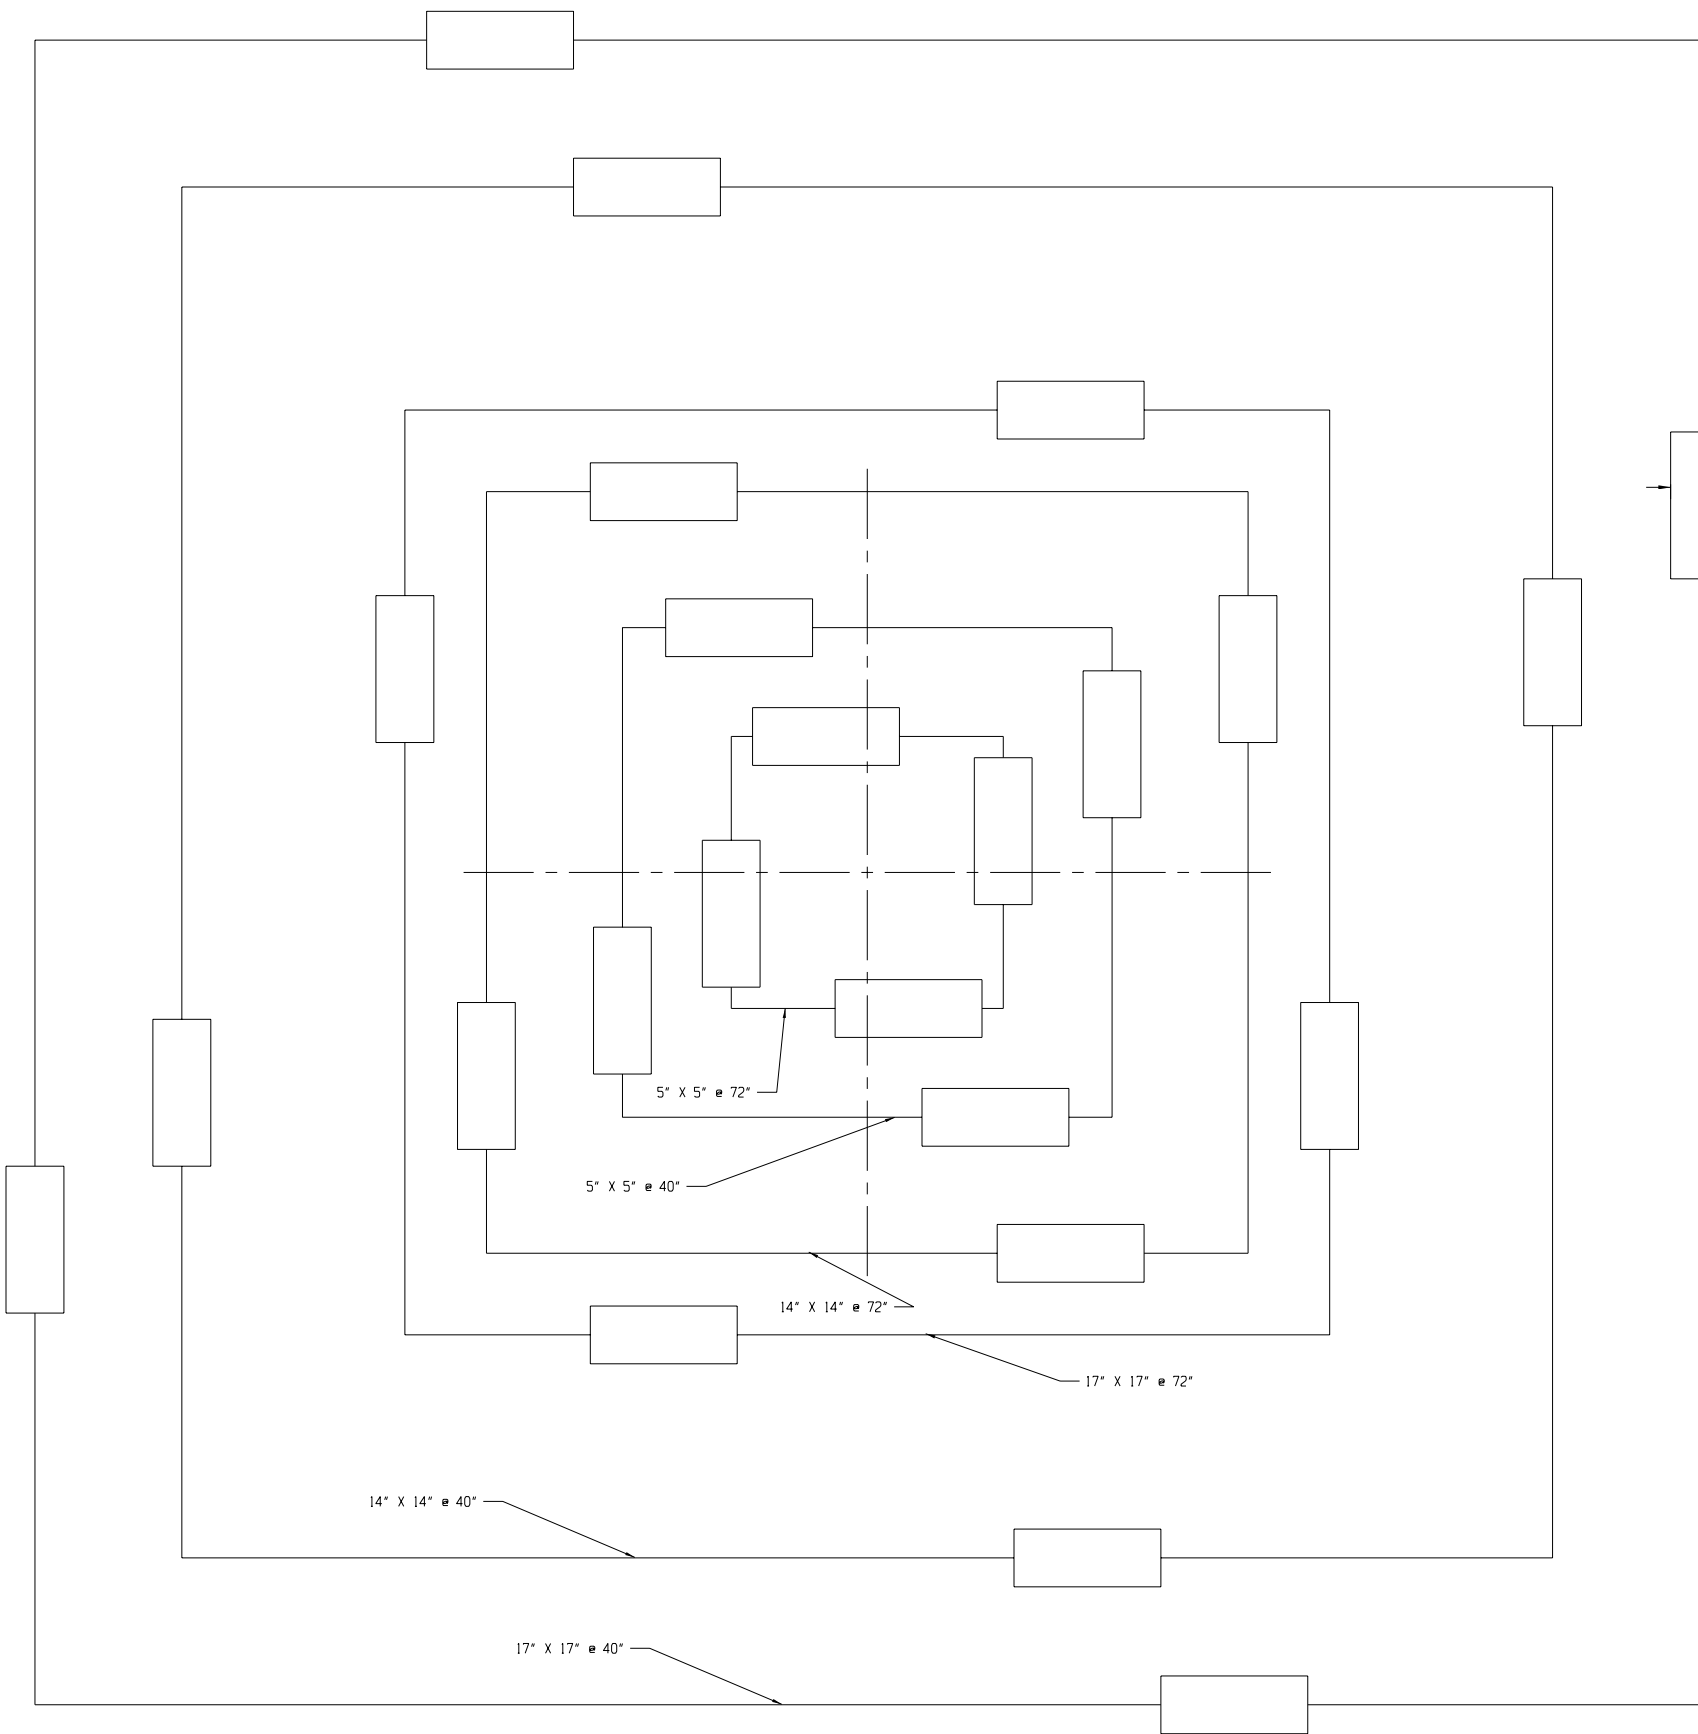 5" X 5" @ 72"
5" X 5" @ 40"
14" X 14" @ 72"
17" X 17" @ 72"
14" X 14" @ 40"
17" X 17" @ 40"